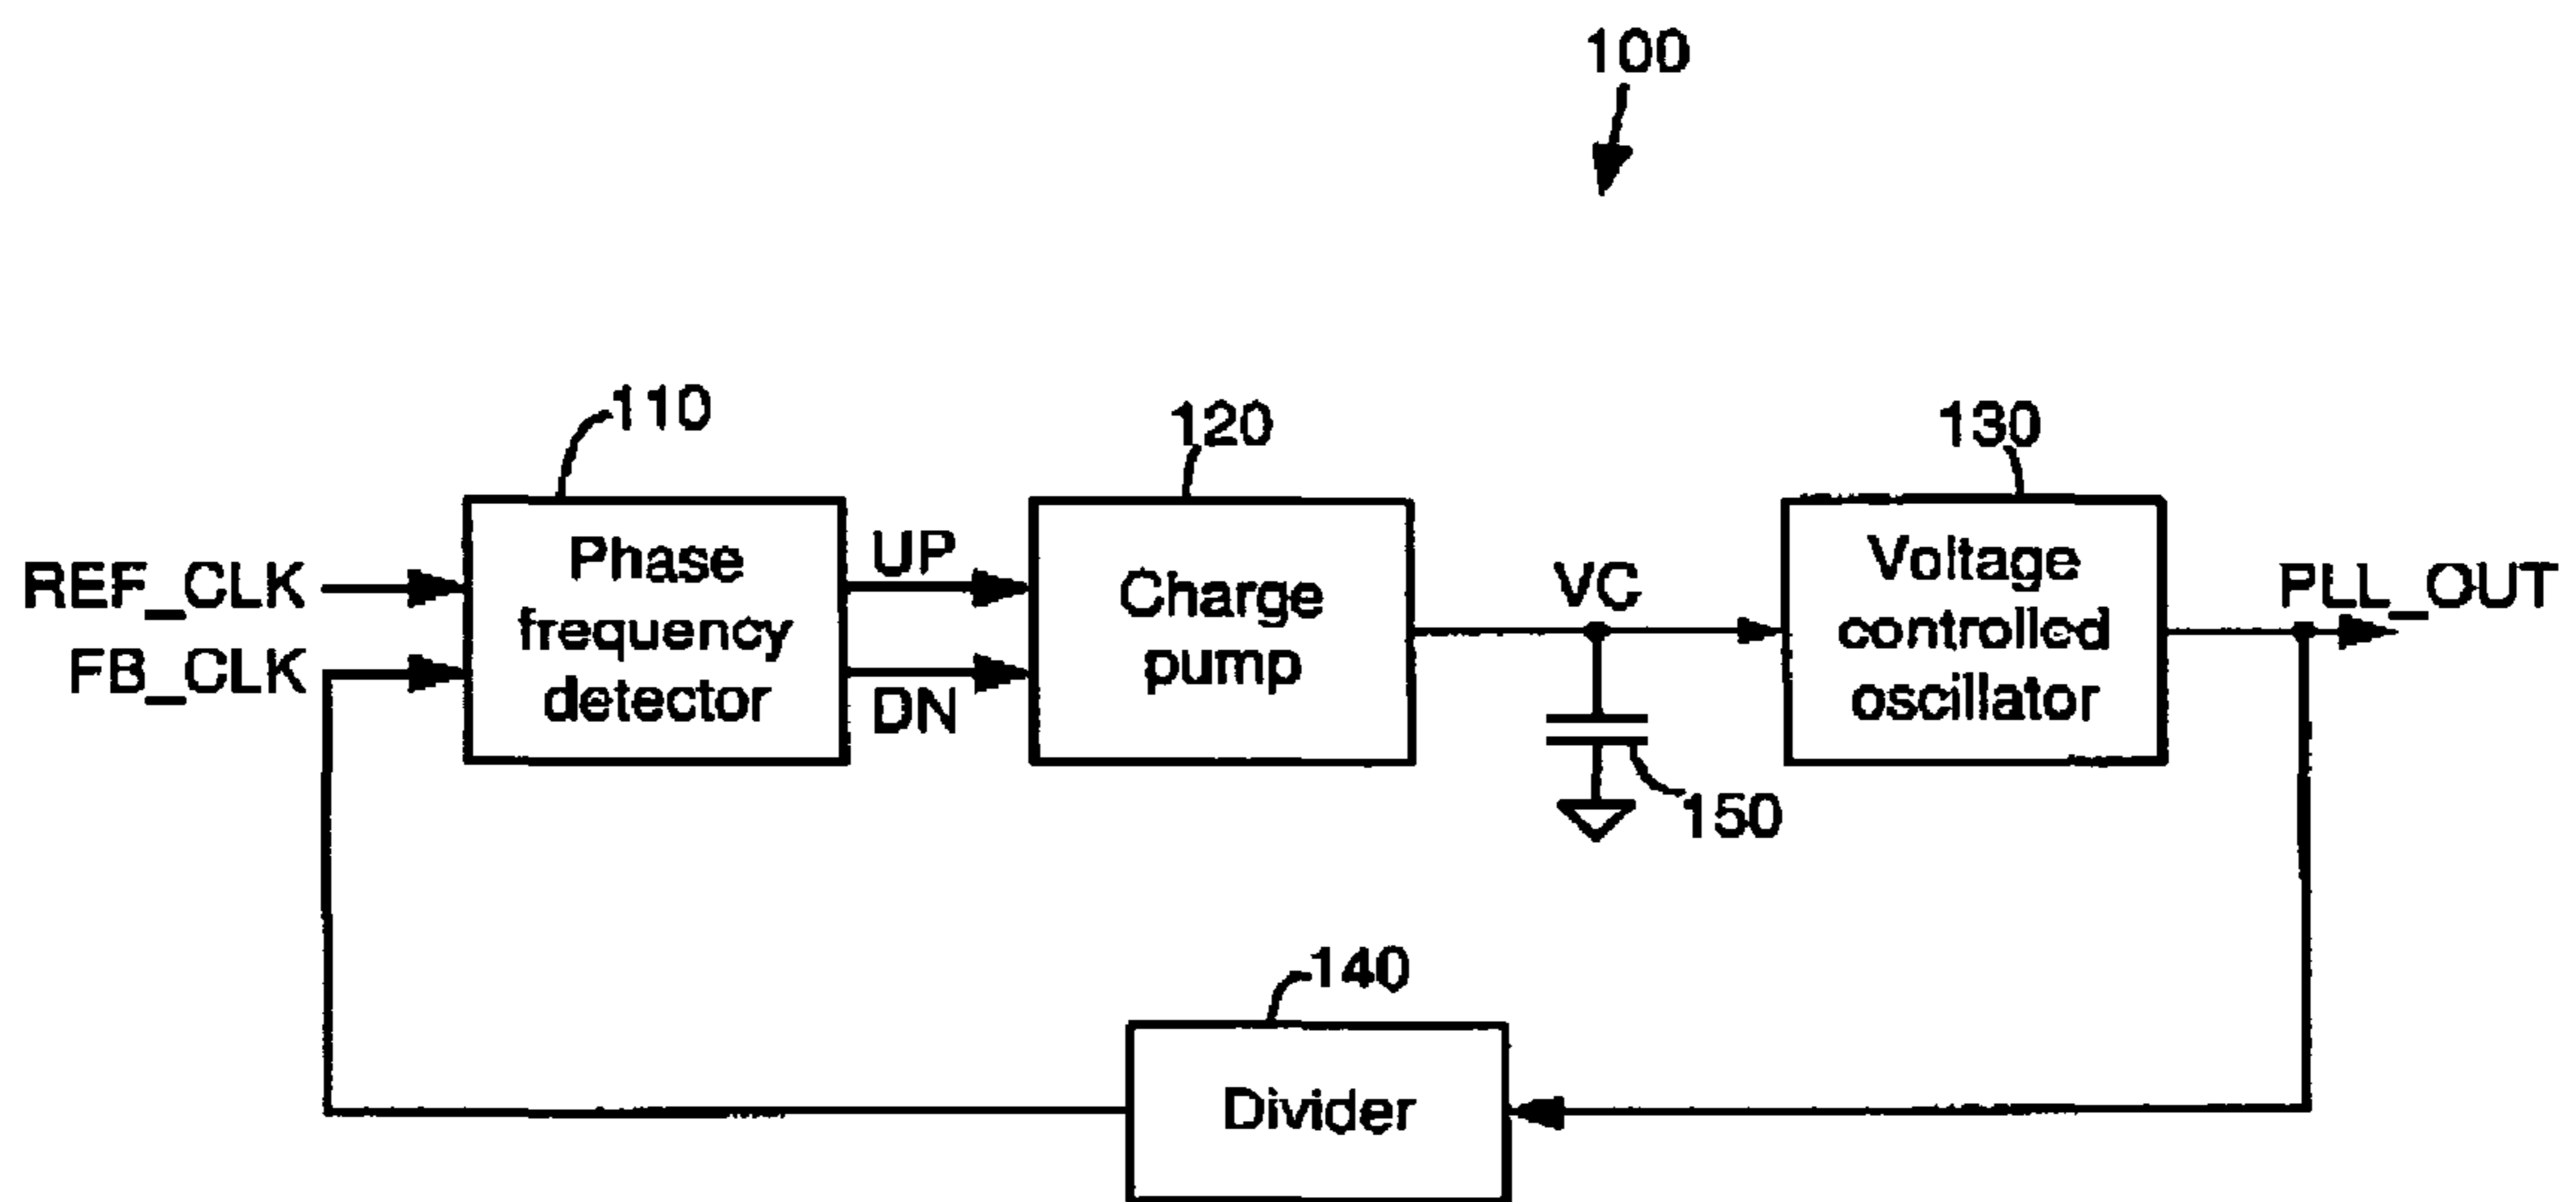 100
110
120
130
REF_CLK
FB_CLK
Phase
frequency
detector
UP
DN
Charge
pump
VC
150
Voltage
controlled
oscillator
PLL_OUT
140
Divider